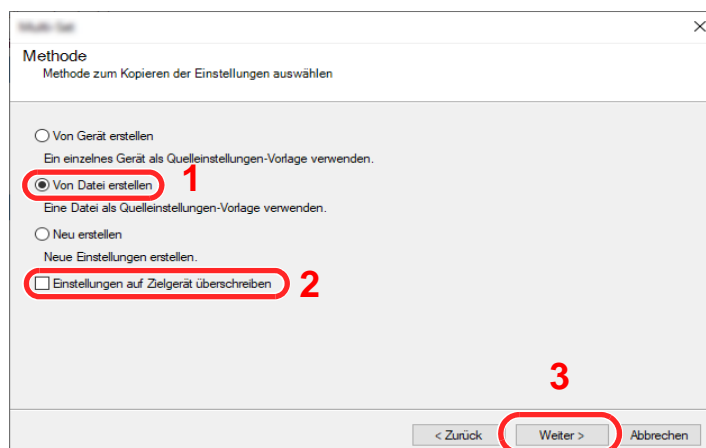 Methode
Methode zum Kopieren der Einstellungen auswählen
Von Gerät erstellen
Ein einzelnes Gerät als Quelleinstellungen-Vorlage verwenden.
1
Von Datei erstellen
Eine Datei als Quelleinstellungen-Vorlage verwenden.
Neu erstellen
Neue Einstellungen erstellen.
Einstellungen auf Zielgerät überschreiben 2
3
< Zurück Weiter > Abbrechen